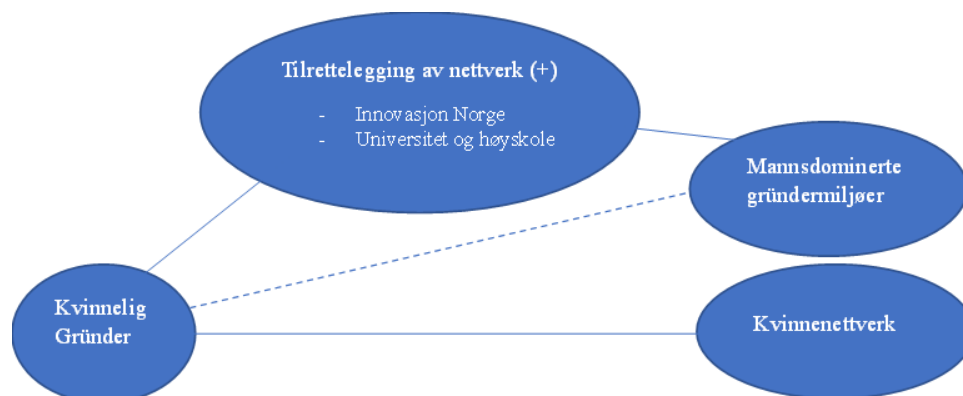 Tilrettelegging av nettverk (+)
- Innovasjon Norge
- Universitet og høyskole
Mannsdominerte
gründermiljøer
Kvinnelig
Gründer
Kvinnenettverk